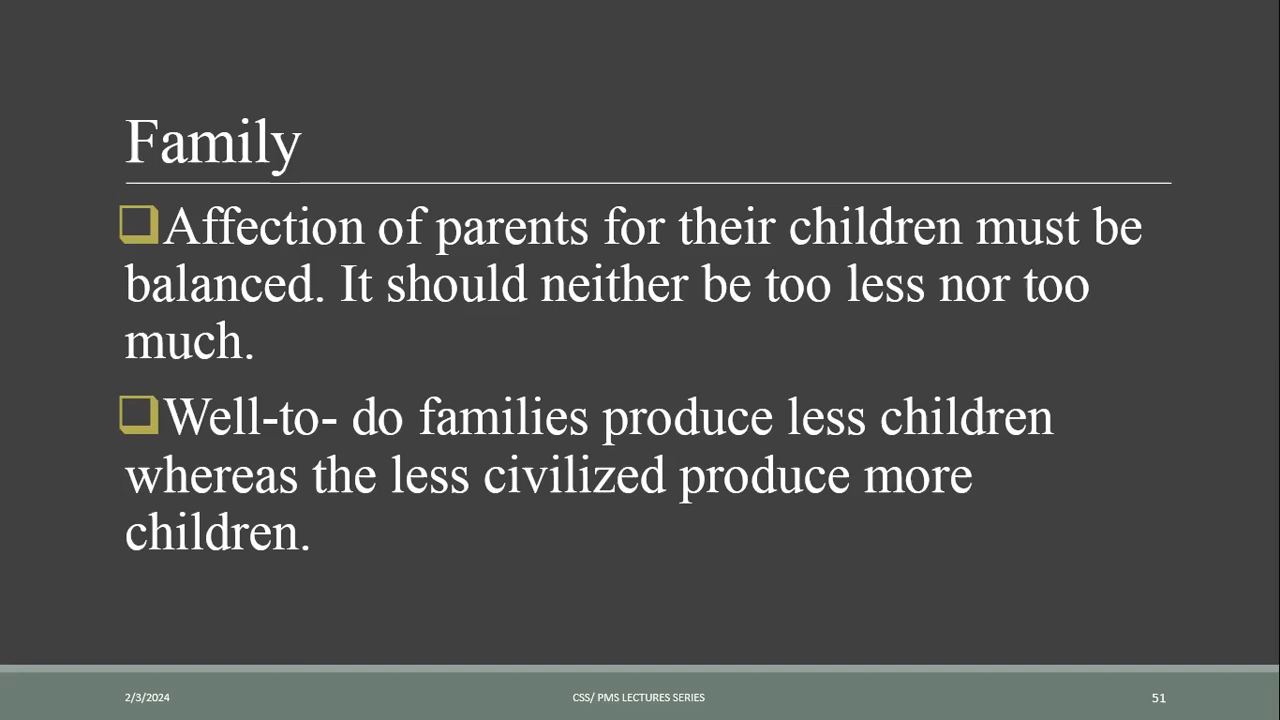 Family
Affection of parents for their children must be
balanced. It should neither be too less nor too
much.
Well-to- do families produce less children
whereas the less civilized produce more
children.
2/3/2024
CSS/ PMS LECTURES SERIES
51